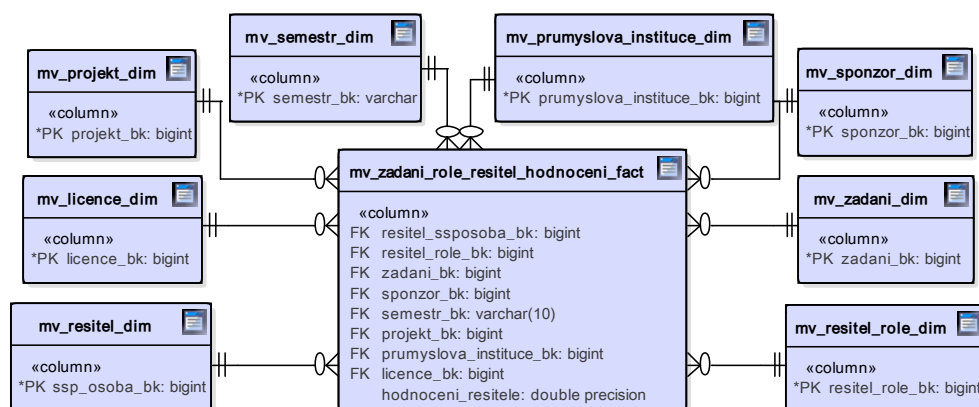 mv_semestr_dim
«column»
*PK semestr_bk: varchar
mv_prumyslova_instituce_dim
«column»
*PK prumyslova_instituce_bk: bigint
mv_projekt_dim
«column»
*PK projekt_bk: bigint
mv_sponzor_dim
«column»
*PK sponzor_bk: bigint
mv_licence_dim
«column»
*PK licence_bk: bigint
mv_zadani_role_resitel_hodnoceni_fact
«column»
FK resitel_ssposoba_bk: bigint
FK resitel_role_bk: bigint
FK zadani_bk: bigint
FK sponzor_bk: bigint
FK semestr_bk: varchar(10)
FK projekt_bk: bigint
FK prumyslova_instituce_bk: bigint
FK licence_bk: bigint
hodnoceni_resitele: double precision
mv_zadani_dim
«column»
*PK zadani_bk: bigint
mv_resitel_dim
«column»
*PK ssp_osoba_bk: bigint
mv_resitel_role_dim
«column»
*PK resitel_role_bk: bigint